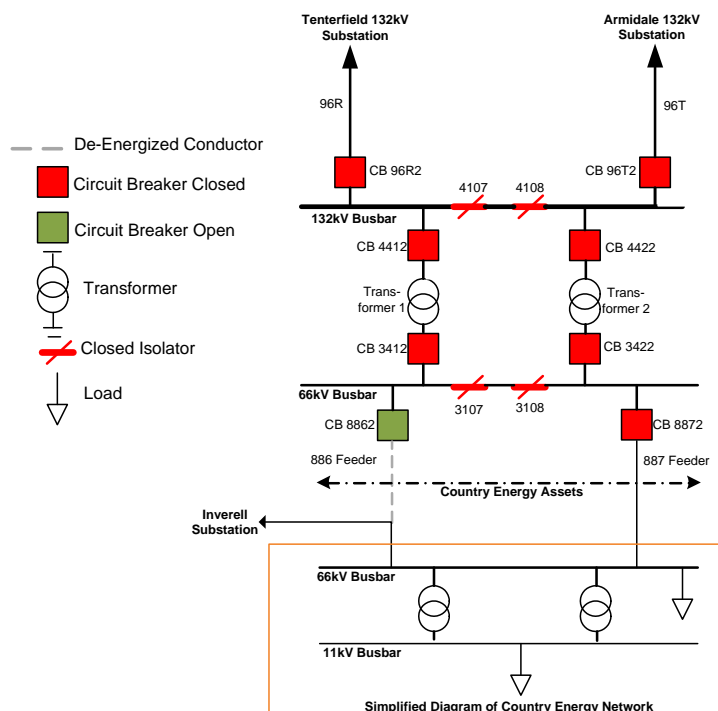 Tenterfield 132kV
Substation
Armidale 132kV
Substation
96R
96T
De-Energized Conductor
Circuit Breaker Closed
Circuit Breaker Open
Transformer
Closed Isolator
Load
CB 96R2
CB 96T2
4107
4108
132kV Busbar
CB 4412
CB 4422
Trans-
former 1
Trans-
former 2
CB 3412
CB 3422
66kV Busbar
3107
3108
CB 8862
CB 8872
886 Feeder
887 Feeder
Country Energy Assets
Inverell
Substation
66kV Busbar
11kV Busbar
Simplified Diagram of Country Energy Network